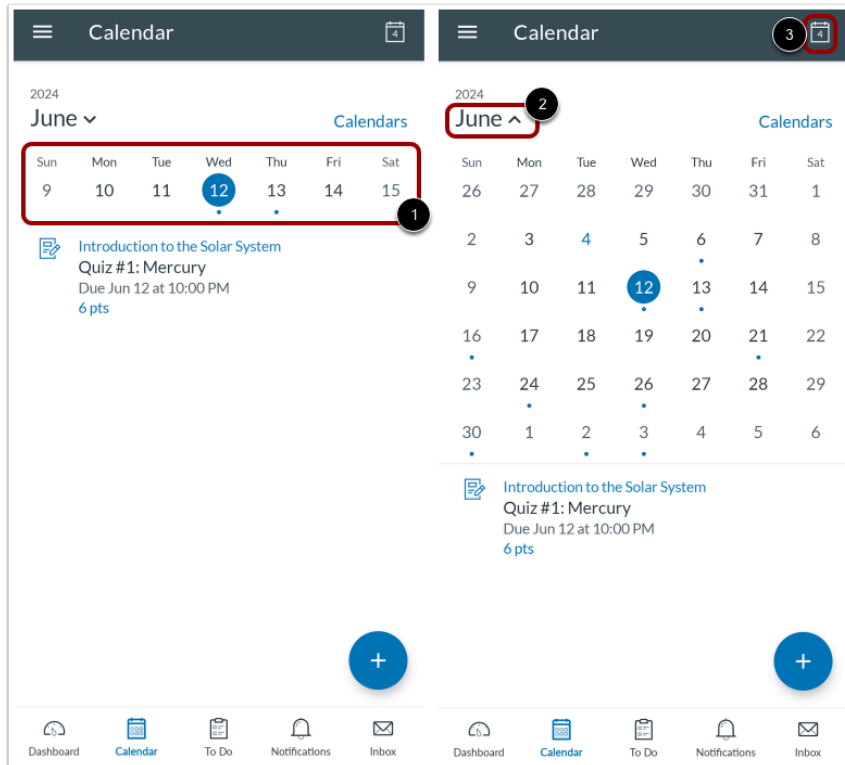 Calendar
4
2024
June
Calendars
Sun Mon Tue Wed Thu Fri Sat
9 10 11 12 13 14 15
1
Introduction to the Solar System
Quiz #1: Mercury
Due Jun 12 at 10:00 PM
6 pts
+
Dashboard Calendar To Do Notifications Inbox
Calendar
3
4
2024
June
2
Calendars
Sun Mon Tue Wed Thu Fri Sat
26 27 28 29 30 31 1
2 3 4 5 6 7 8
9 10 11 12 13 14 15
16 17 18 19 20 21 22
23 24 25 26 27 28 29
30 1 2 3 4 5 6
Introduction to the Solar System
Quiz #1: Mercury
Due Jun 12 at 10:00 PM
6 pts
+
Dashboard Calendar To Do Notifications Inbox